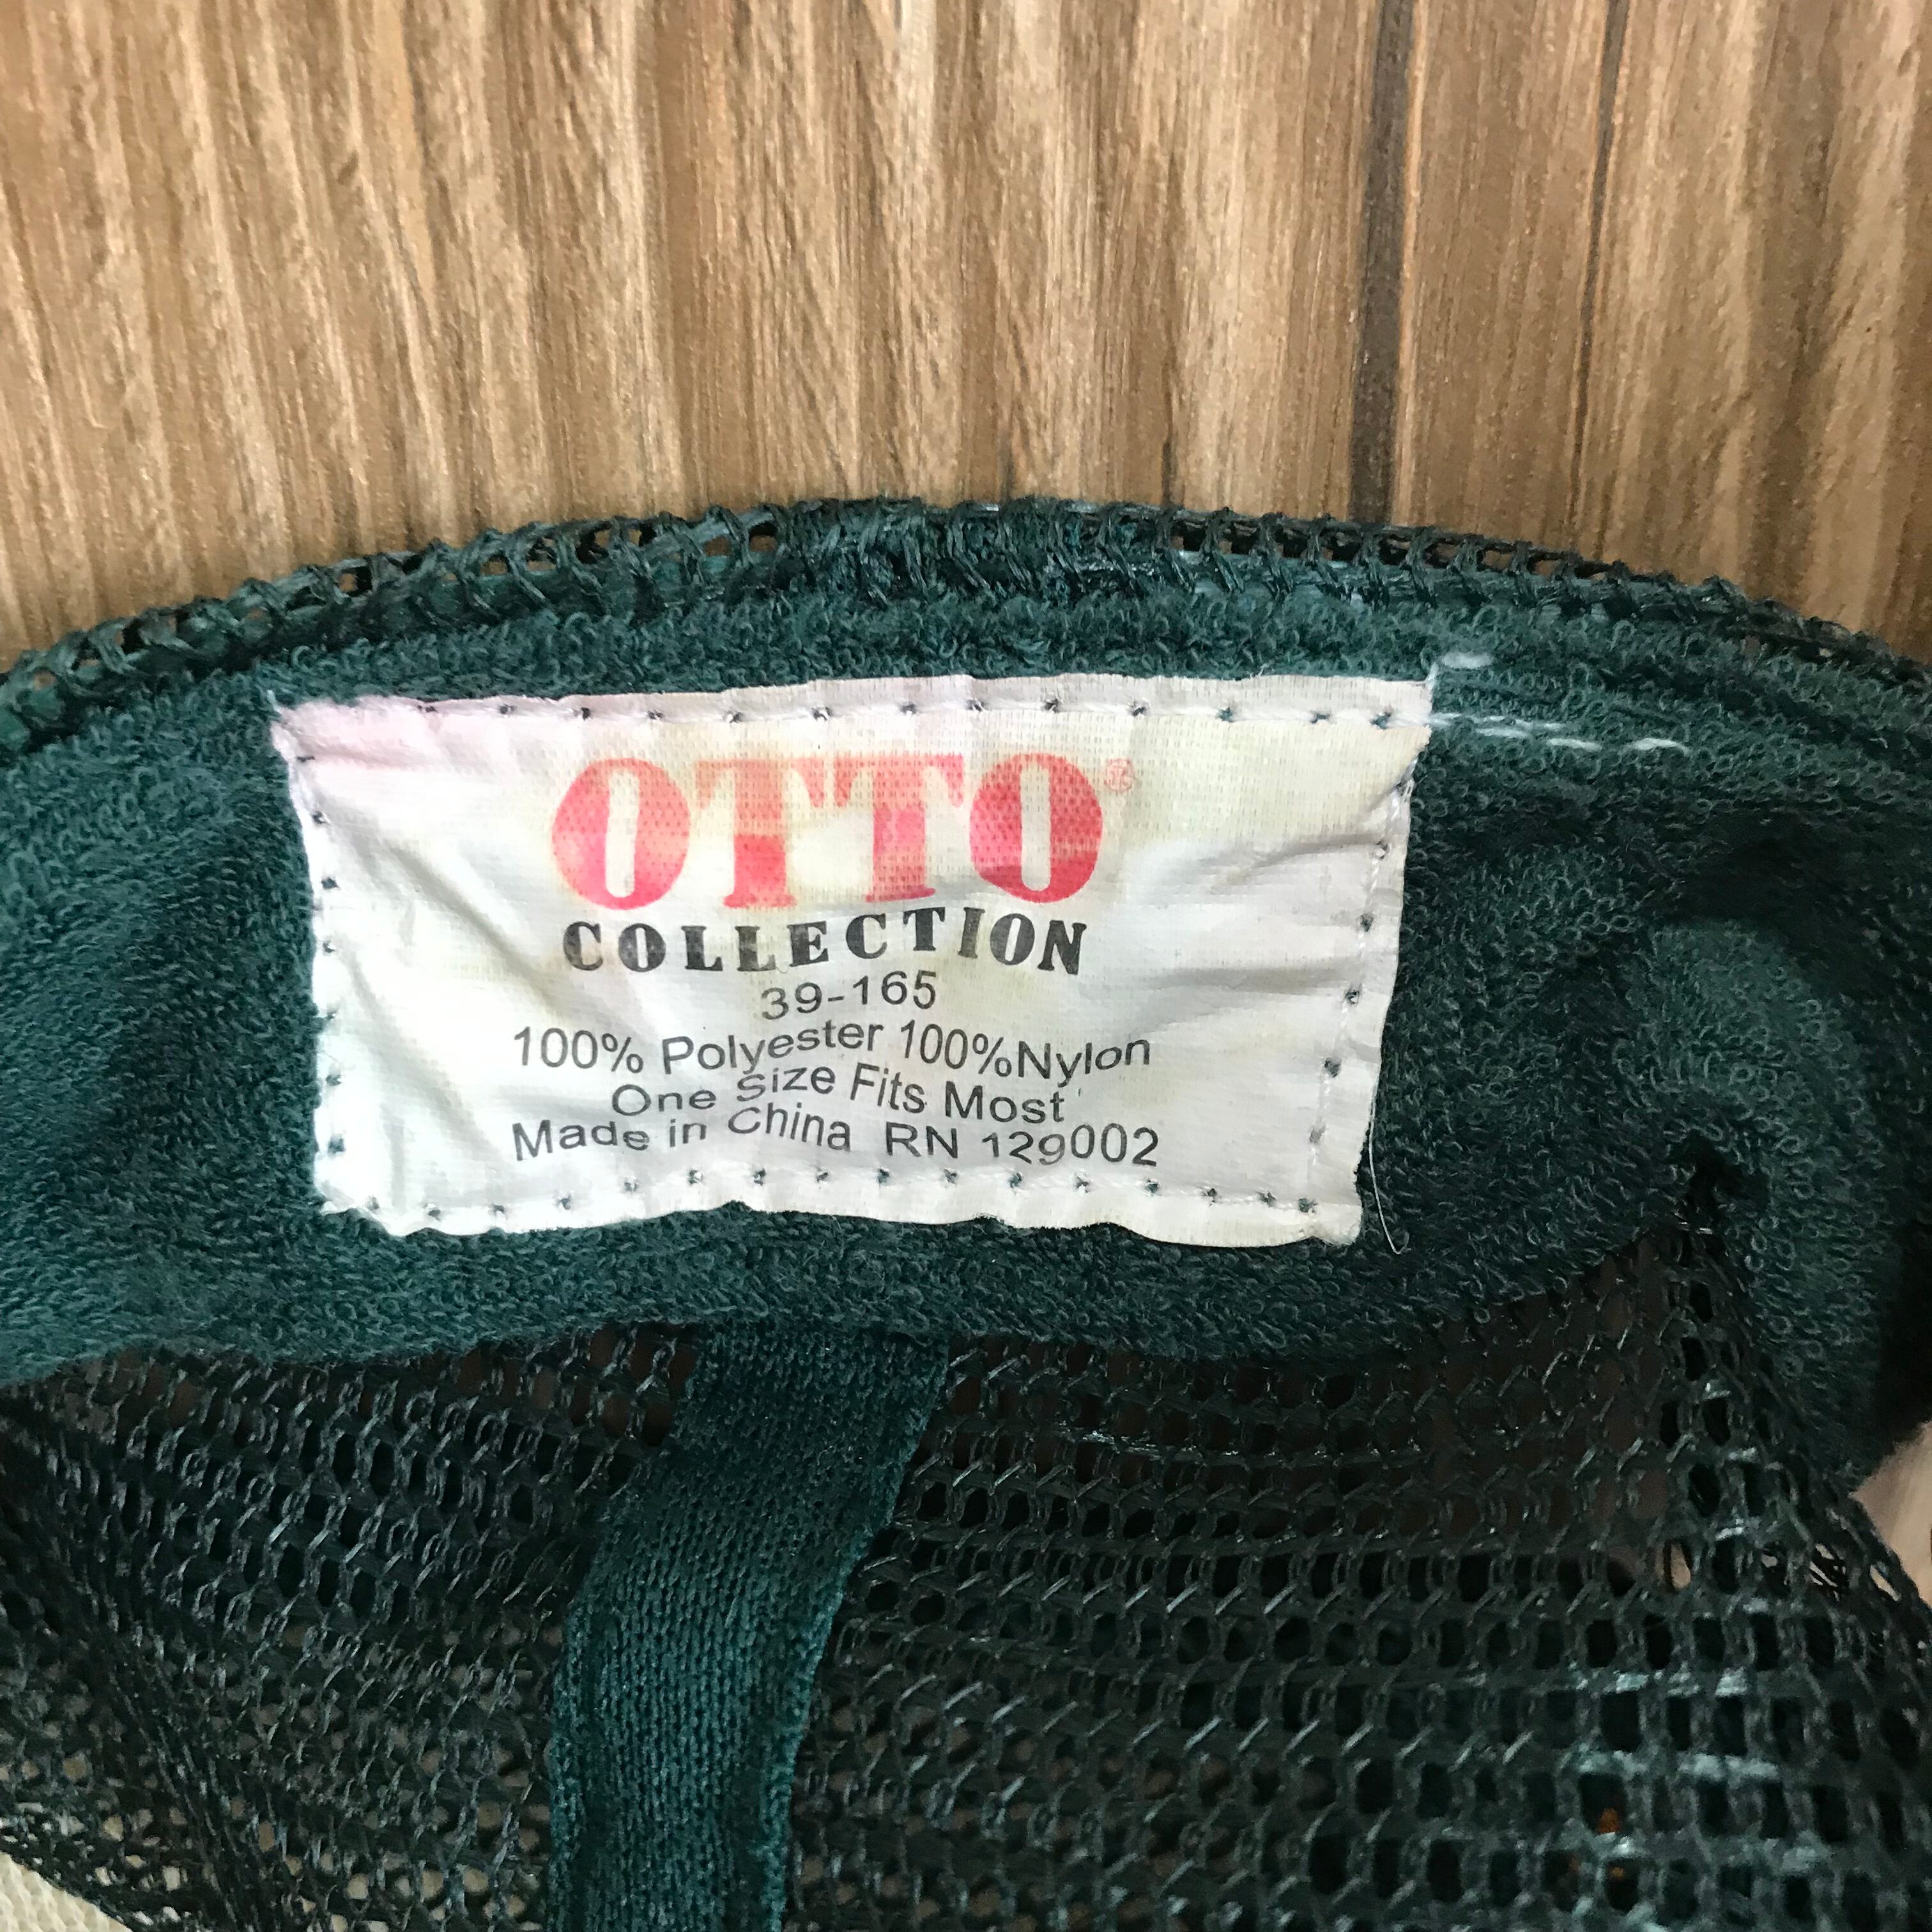 OTTO®
COLLECTION
39-165
100% Polyester 100%Nylon
One Size Fits Most
Made in China RN 129002